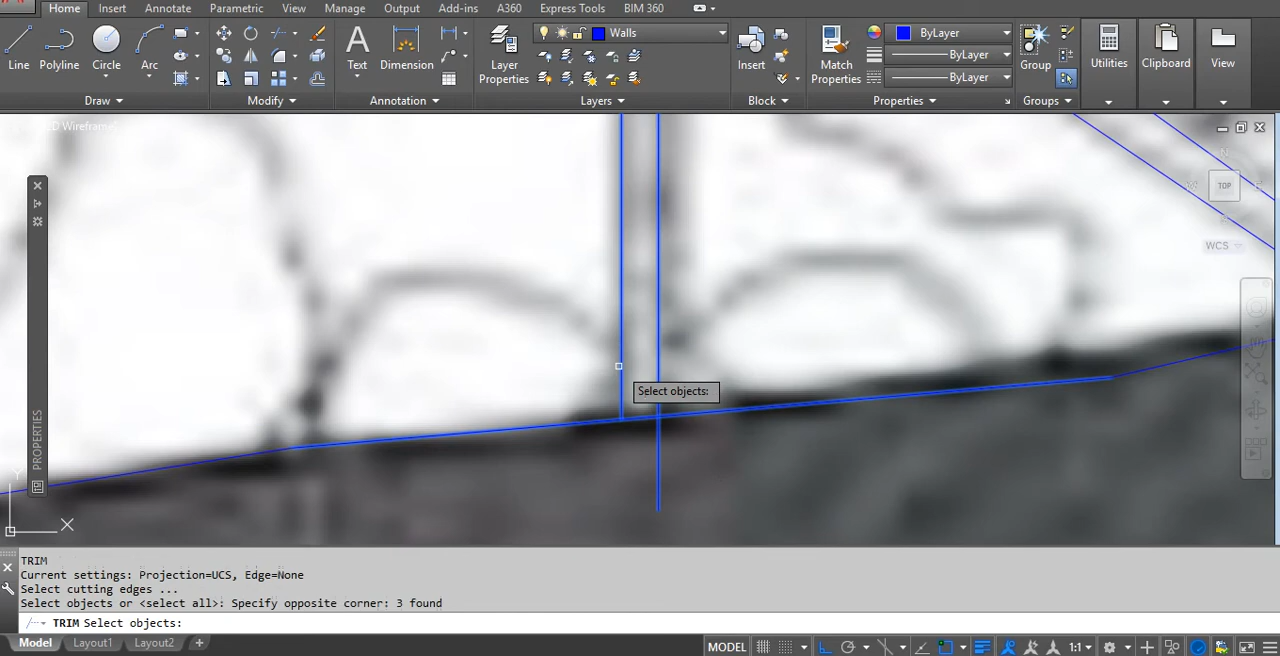 Home Insert Annotate Parametric View Manage Output Add-ins A360 Express Tools BIM 360
Line Polyline Circle Arc
Draw
Modify
Text Dimension
Annotation
Layer Properties
Walls
Layers
Insert
Block
Match Properties
ByLayer
ByLayer
ByLayer
Properties
Group
Groups
Utilities
Clipboard
View
D Wireframe
N
TOP
S
WCS
PROPERTIES
Select objects:
Y
X
TRIM
Current settings: Projection=UCS, Edge=None
Select cutting edges ...
Select objects or <select all>: Specify opposite corner: 3 found
TRIM Select objects:
Model Layout1 Layout2 +
MODEL 1:1